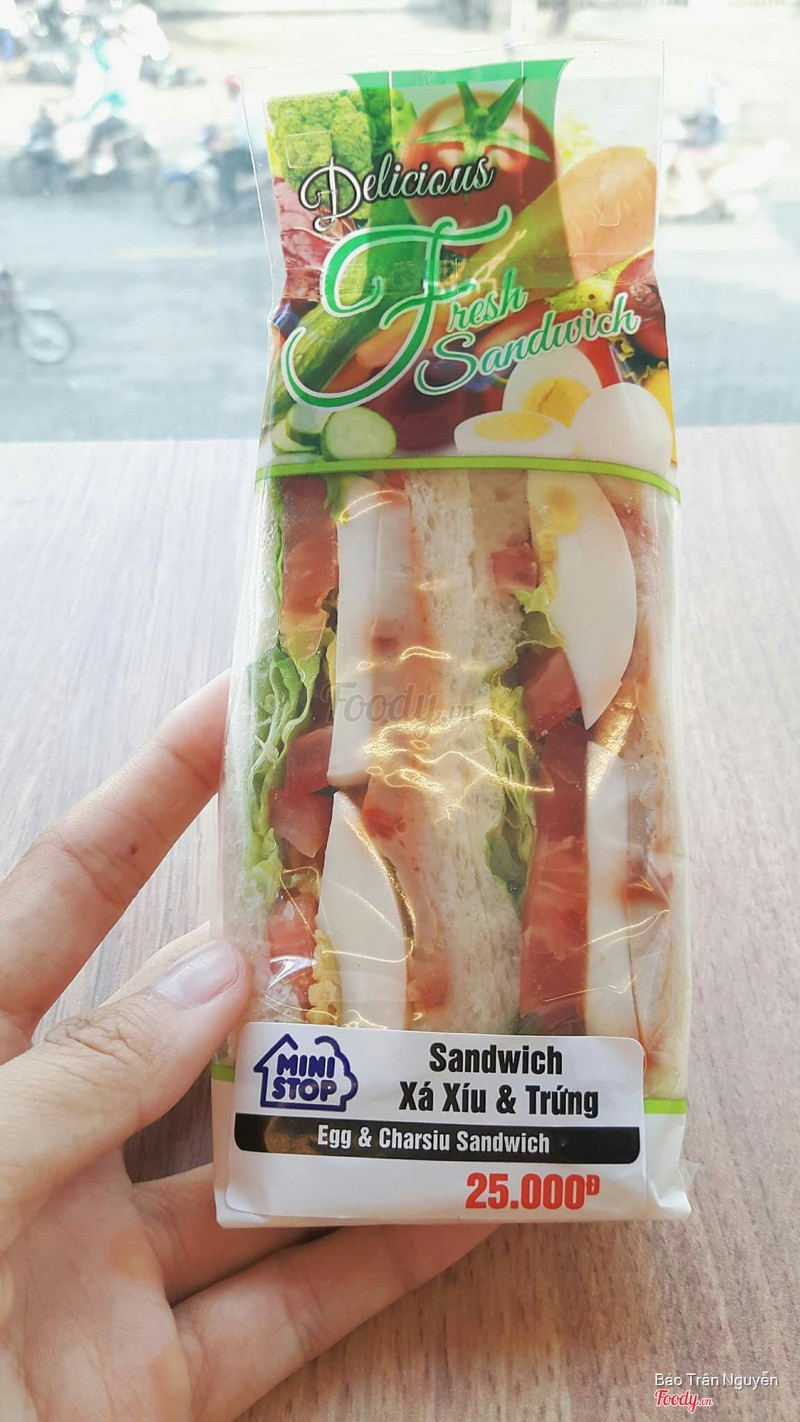 Delicious
Fresh
Sandwich
Foody.vn
MINI
STOP
Sandwich
Xá Xíu & Trứng
Egg & Charsiu Sandwich
25.000Đ
Bảo Trân Nguyễn
Foody.vn